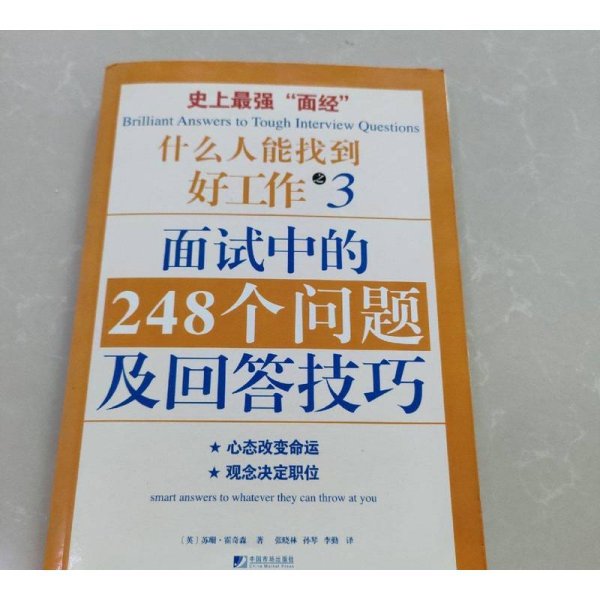 史上最强“面经”
Brilliant Answers to Tough Interview Questions
什么人能找到
好工作之3
面试中的
248个问题
及回答技巧
★ 心态改变命运
★ 观念决定职位
smart answers to whatever they can throw at you
〔英〕苏珊·霍奇森 著 张晓林 孙琴 李勤 译
中国市场出版社
China Market Press